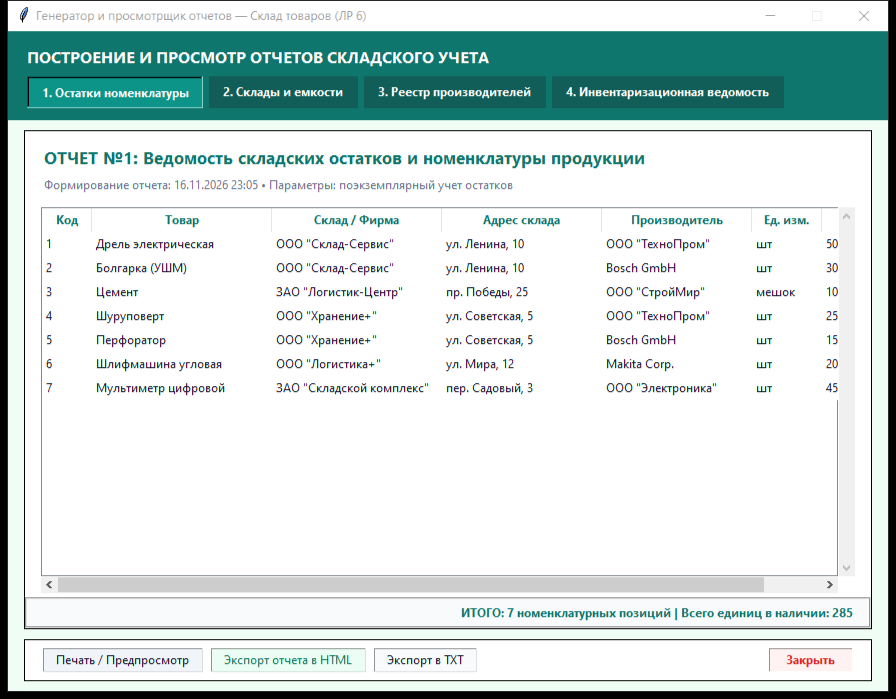 Генератор и просмотрщик отчетов — Склад товаров (ЛР 6)
ПОСТРОЕНИЕ И ПРОСМОТР ОТЧЕТОВ СКЛАДСКОГО УЧЕТА
1. Остатки номенклатуры 2. Склады и емкости 3. Реестр производителей 4. Инвентаризационная ведомость
ОТЧЕТ №1: Ведомость складских остатков и номенклатуры продукции
Формирование отчета: 16.11.2026 23:05 • Параметры: поэкземплярный учет остатков
Код Товар Склад / Фирма Адрес склада Производитель Ед. изм.
1 Дрель электрическая ООО "Склад-Сервис" ул. Ленина, 10 ООО "ТехноПром" шт 50
2 Болгарка (УШМ) ООО "Склад-Сервис" ул. Ленина, 10 Bosch GmbH шт 30
3 Цемент ЗАО "Логистик-Центр" пр. Победы, 25 ООО "СтройМир" мешок 10
4 Шуруповерт ООО "Хранение+" ул. Советская, 5 ООО "ТехноПром" шт 25
5 Перфоратор ООО "Хранение+" ул. Советская, 5 Bosch GmbH шт 15
6 Шлифмашина угловая ООО "Логистика+" ул. Мира, 12 Makita Corp. шт 20
7 Мультиметр цифровой ЗАО "Складской комплекс" пер. Садовый, 3 ООО "Электроника" шт 45
ИТОГО: 7 номенклатурных позиций | Всего единиц в наличии: 285
Печать / Предпросмотр Экспорт отчета в HTML Экспорт в TXT Закрыть